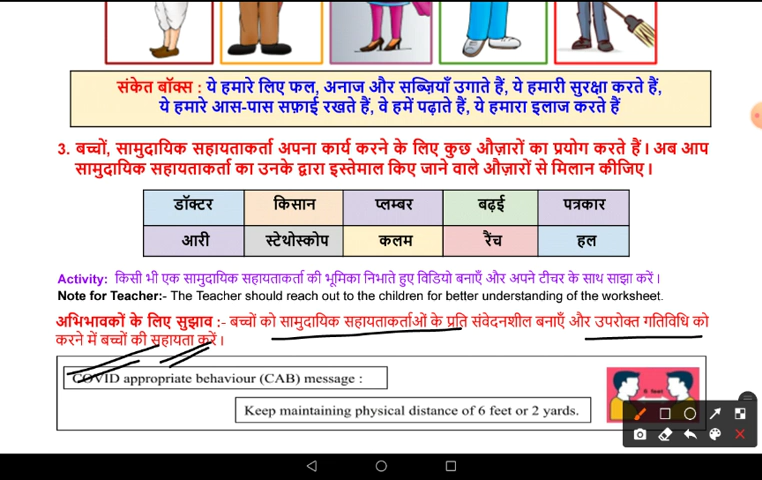 संकेत बॉक्स : ये हमारे लिए फल, अनाज और सब्ज़ियाँ उगाते हैं, ये हमारी सुरक्षा करते हैं,
ये हमारे आस-पास सफ़ाई रखते हैं, वे हमें पढ़ाते हैं, ये हमारा इलाज करते हैं
3. बच्चों, सामुदायिक सहायताकर्ता अपना कार्य करने के लिए कुछ औज़ारों का प्रयोग करते हैं। अब आप
सामुदायिक सहायताकर्ता का उनके द्वारा इस्तेमाल किए जाने वाले औज़ारों से मिलान कीजिए।
डॉक्टर किसान प्लम्बर बढ़ई पत्रकार
आरी स्टेथोस्कोप कलम रैंच हल
Activity: किसी भी एक सामुदायिक सहायताकर्ता की भूमिका निभाते हुए विडियो बनाएँ और अपने टीचर के साथ साझा करें।
Note for Teacher:- The Teacher should reach out to the children for better understanding of the worksheet.
अभिभावकों के लिए सुझाव :- बच्चों को सामुदायिक सहायताकर्ताओं के प्रति संवेदनशील बनाएँ और उपरोक्त गतिविधि को
करने में बच्चों की सहायता करें।
COVID appropriate behaviour (CAB) message :
Keep maintaining physical distance of 6 feet or 2 yards.
6 feet